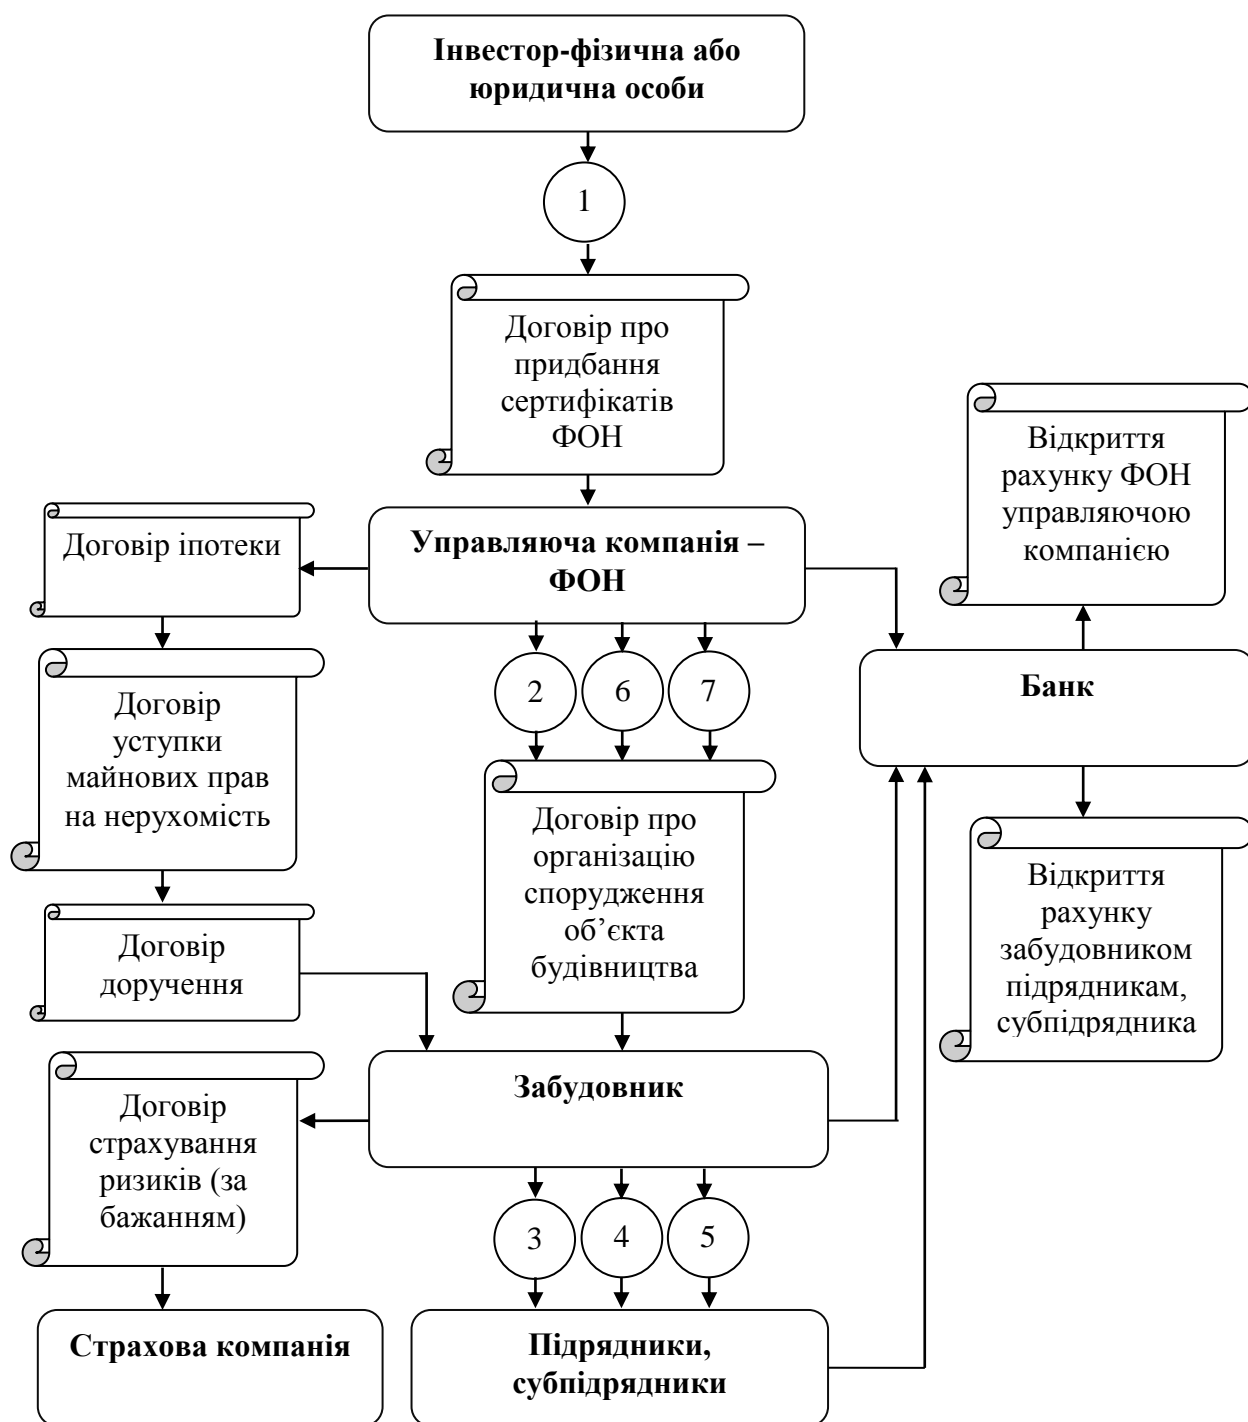 Інвестор-фізична або
юридична особи
1
Договір про
придбання
сертифікатів
ФОН
Відкриття
рахунку ФОН
управляючою
компанією
Договір іпотеки
Управляюча компанія –
ФОН
2
6
7
Банк
Договір
уступки
майнових прав
на нерухомість
Договір про
організацію
спорудження
об’єкта
будівництва
Відкриття
рахунку
забудовником
підрядникам,
субпідрядника
Договір
доручення
Забудовник
Договір
страхування
ризиків (за
бажанням)
3
4
5
Страхова компанія
Підрядники,
субпідрядники